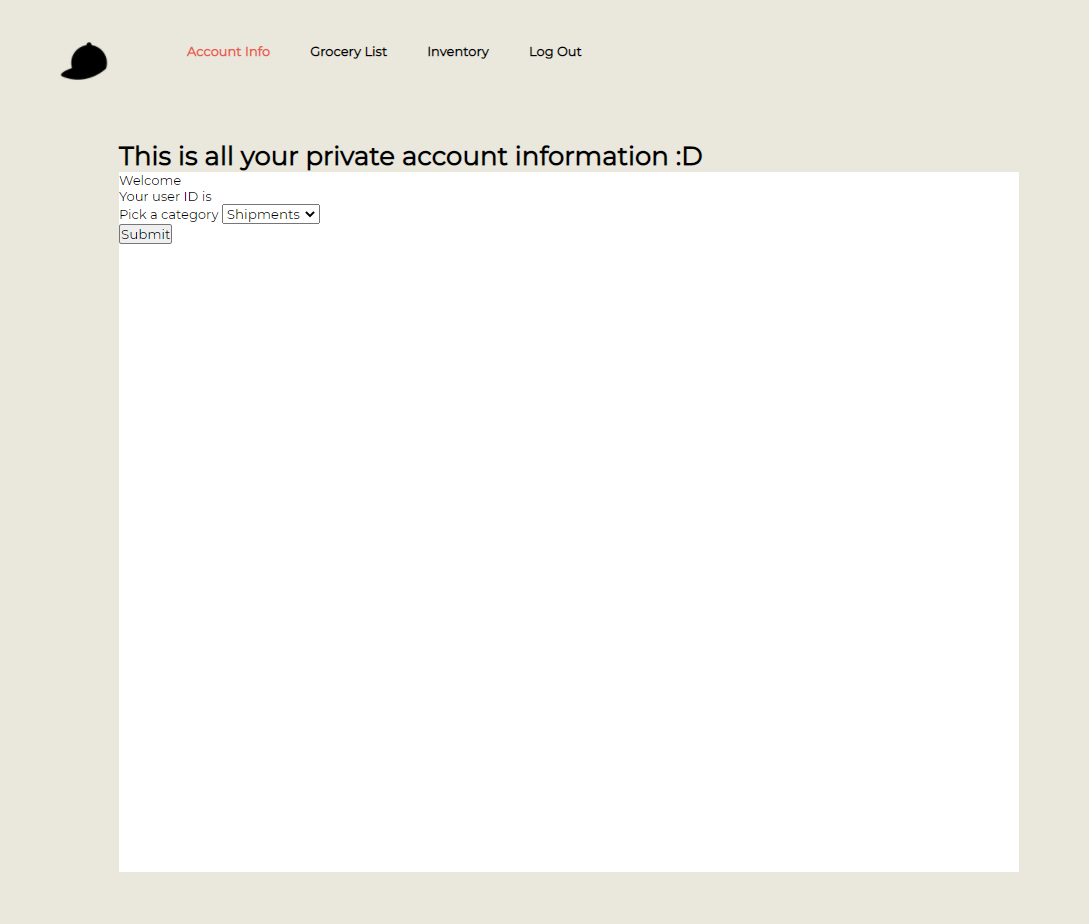 Account Info Grocery List Inventory Log Out
This is all your private account information :D
Welcome
Your user ID is
Pick a category Shipments
Submit